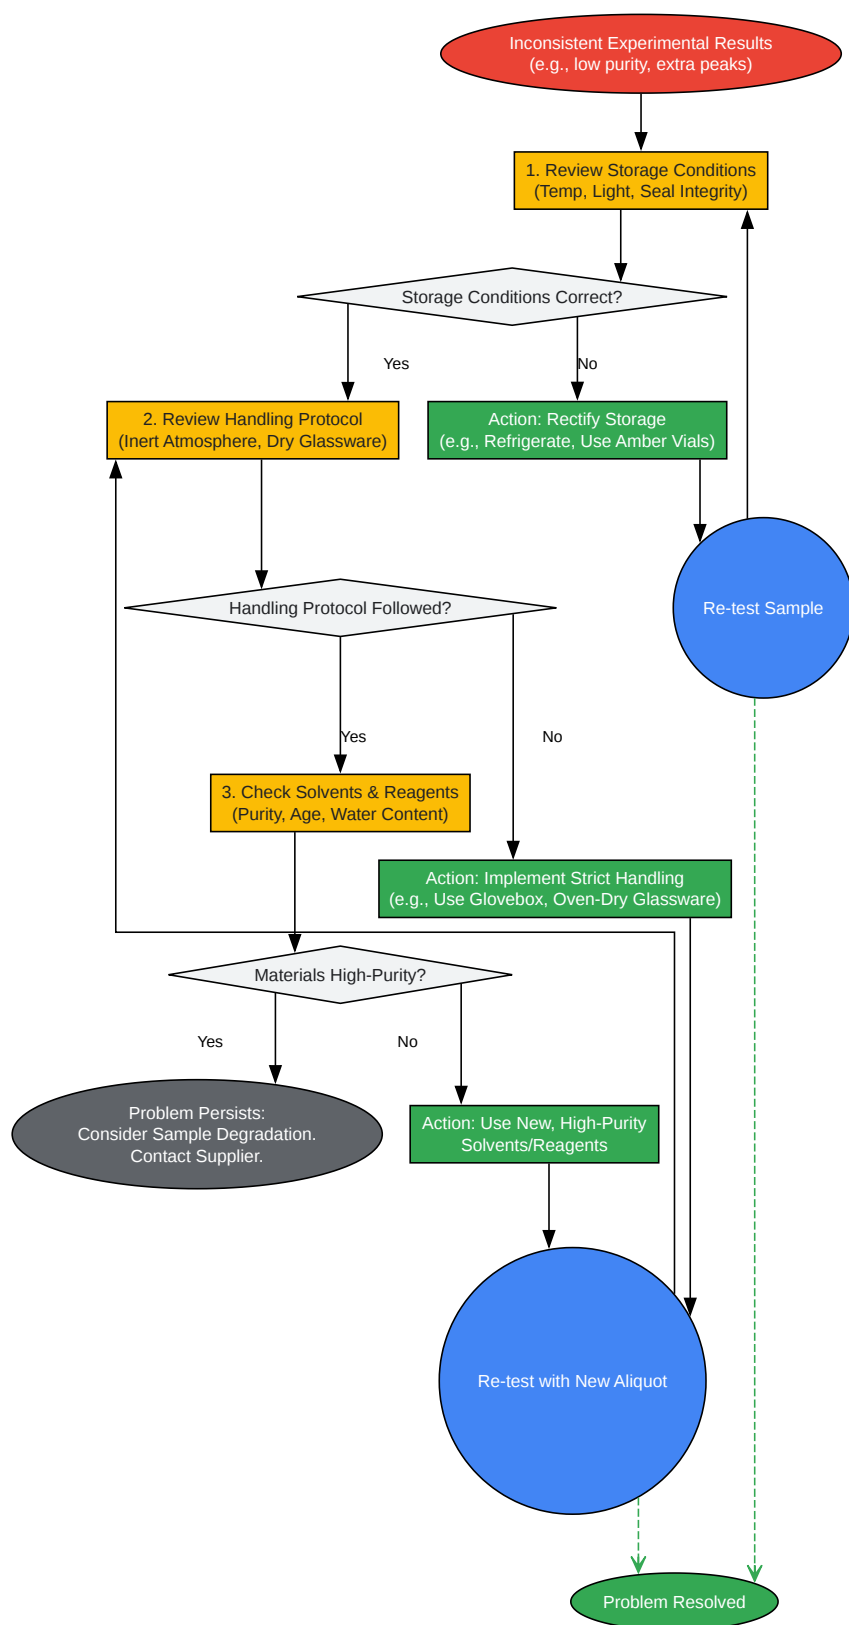 Inconsistent Experimental Results
(e.g., low purity, extra peaks)
1. Review Storage Conditions
(Temp, Light, Seal Integrity)
Storage Conditions Correct?
Yes
No
2. Review Handling Protocol
(Inert Atmosphere, Dry Glassware)
Action: Rectify Storage
(e.g., Refrigerate, Use Amber Vials)
Handling Protocol Followed?
Re-test Sample
Yes
No
3. Check Solvents & Reagents
(Purity, Age, Water Content)
Action: Implement Strict Handling
(e.g., Use Glovebox, Oven-Dry Glassware)
Materials High-Purity?
Yes
No
Problem Persists:
Consider Sample Degradation.
Contact Supplier.
Action: Use New, High-Purity
Solvents/Reagents
Re-test with New Aliquot
Problem Resolved